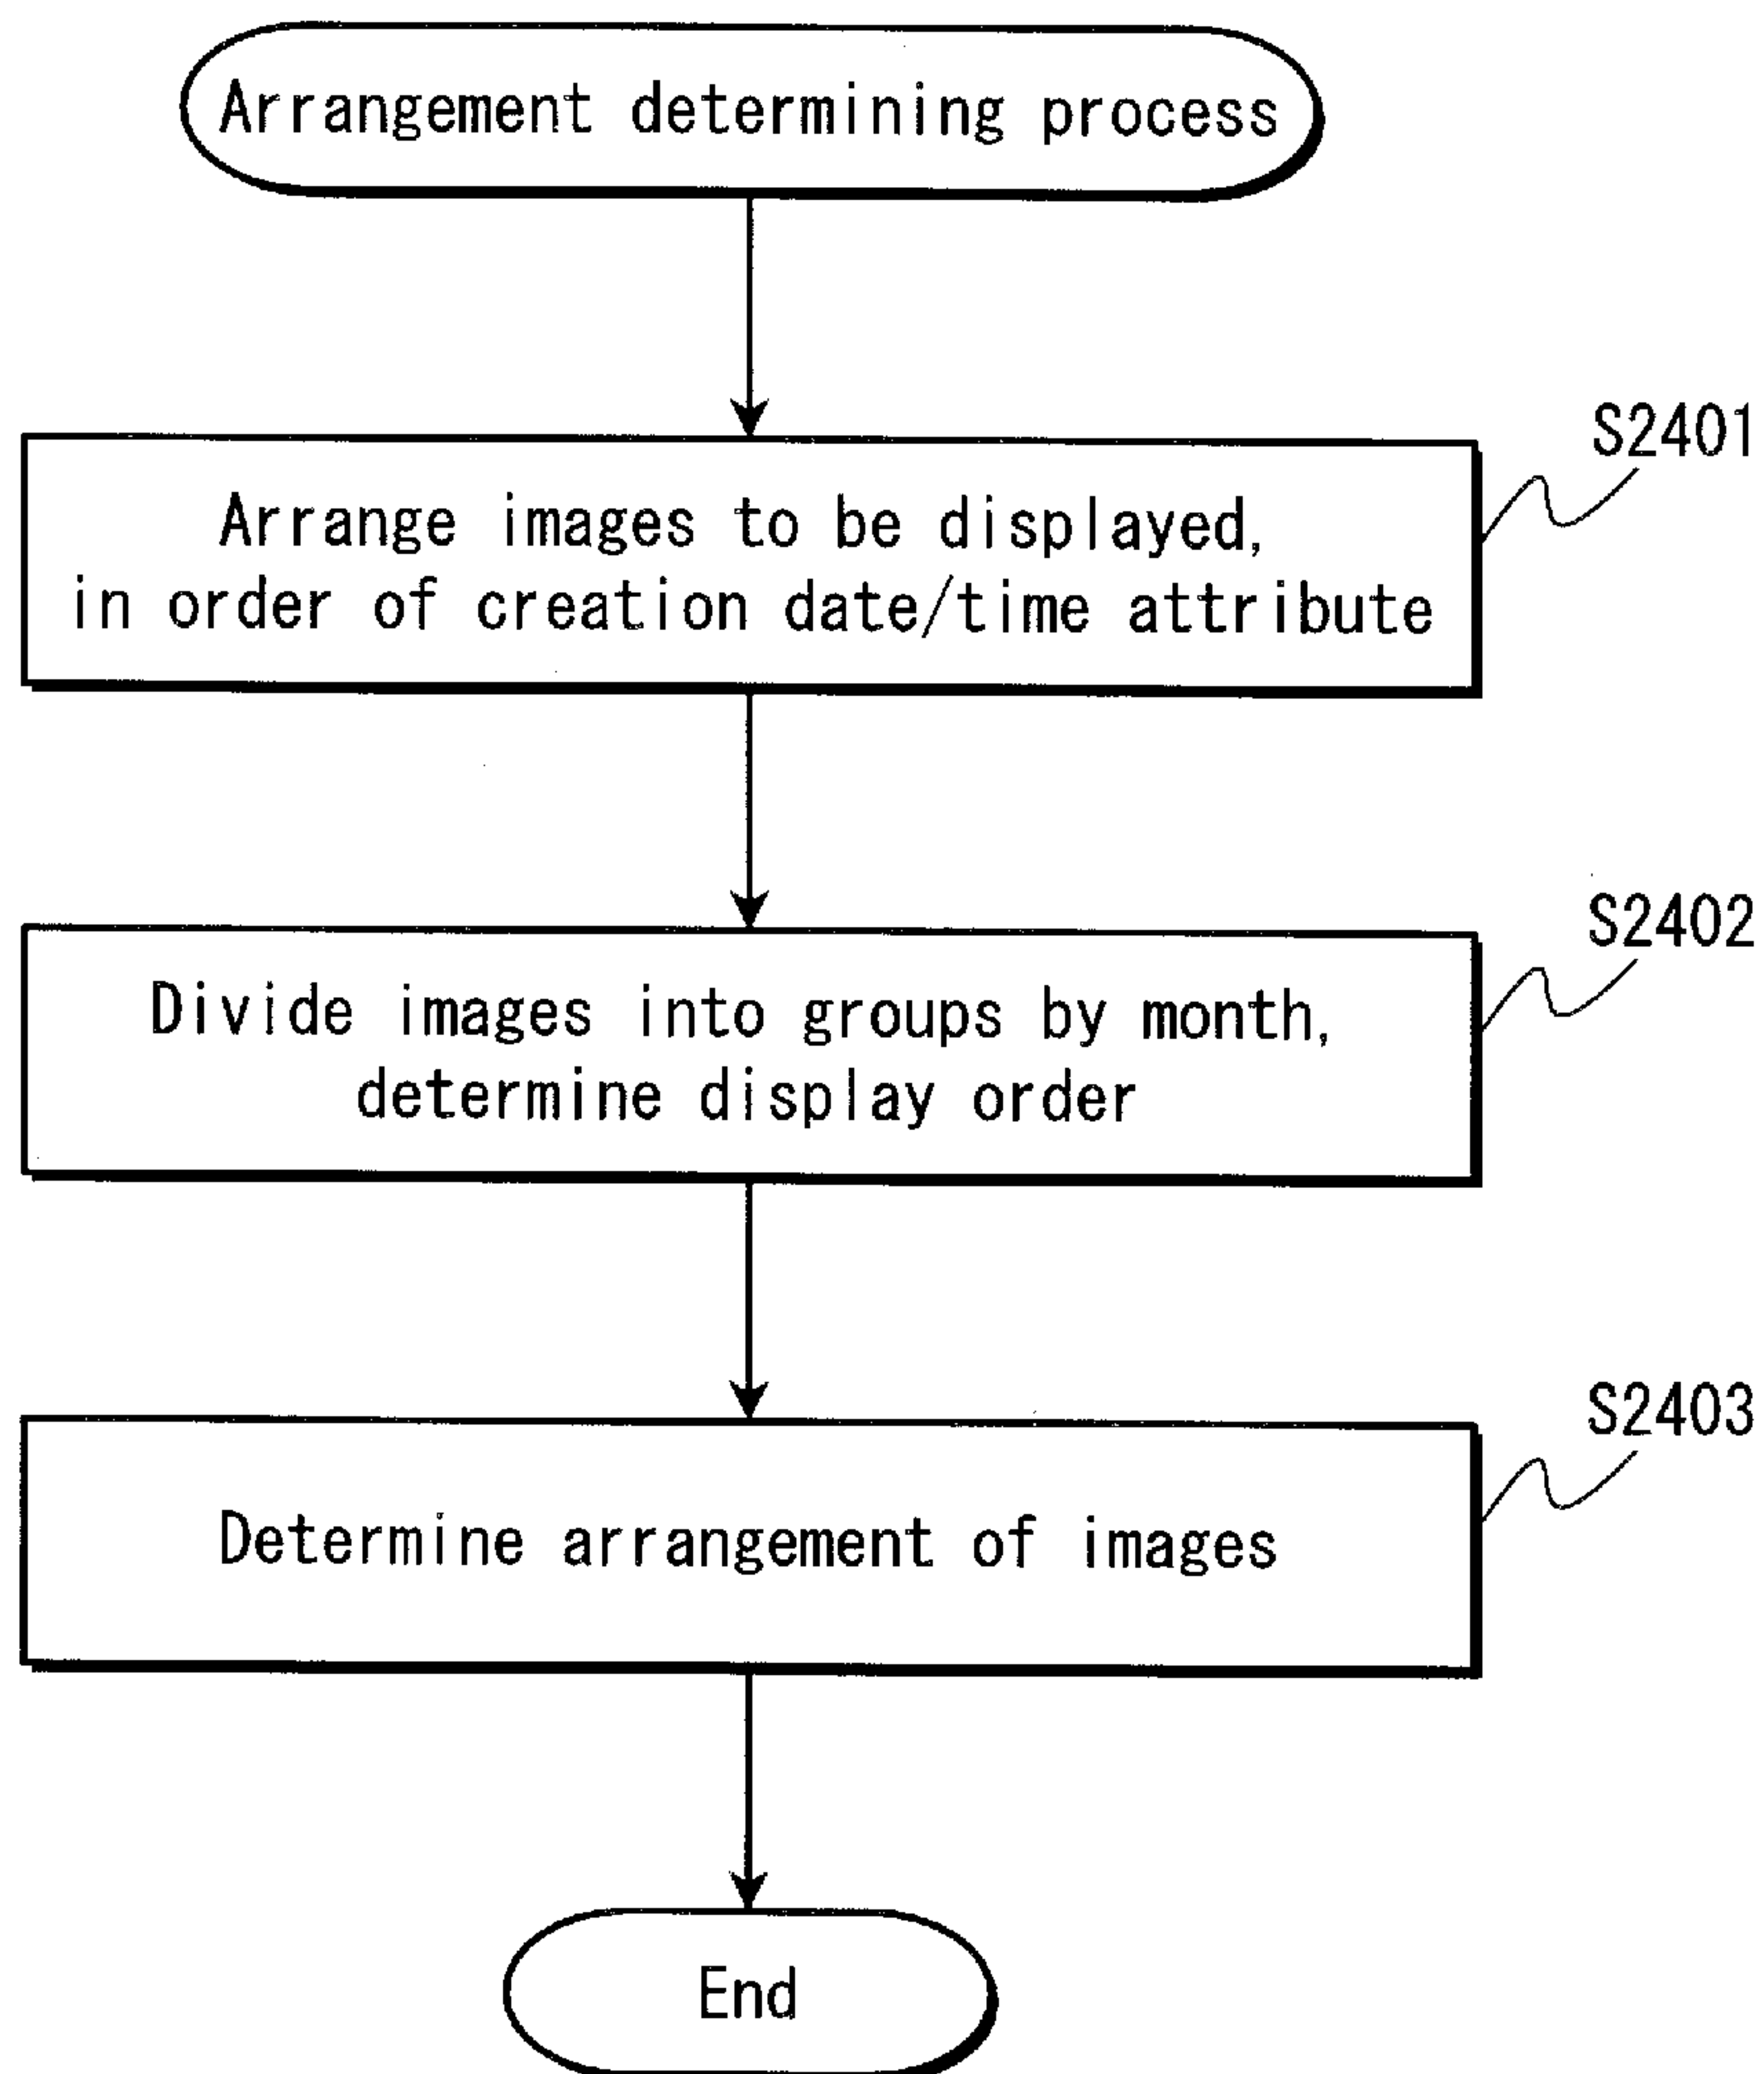 Arrangement determining process
S2401
Arrange images to be displayed,
in order of creation date/time attribute
S2402
Divide images into groups by month,
determine display order
S2403
Determine arrangement of images
End